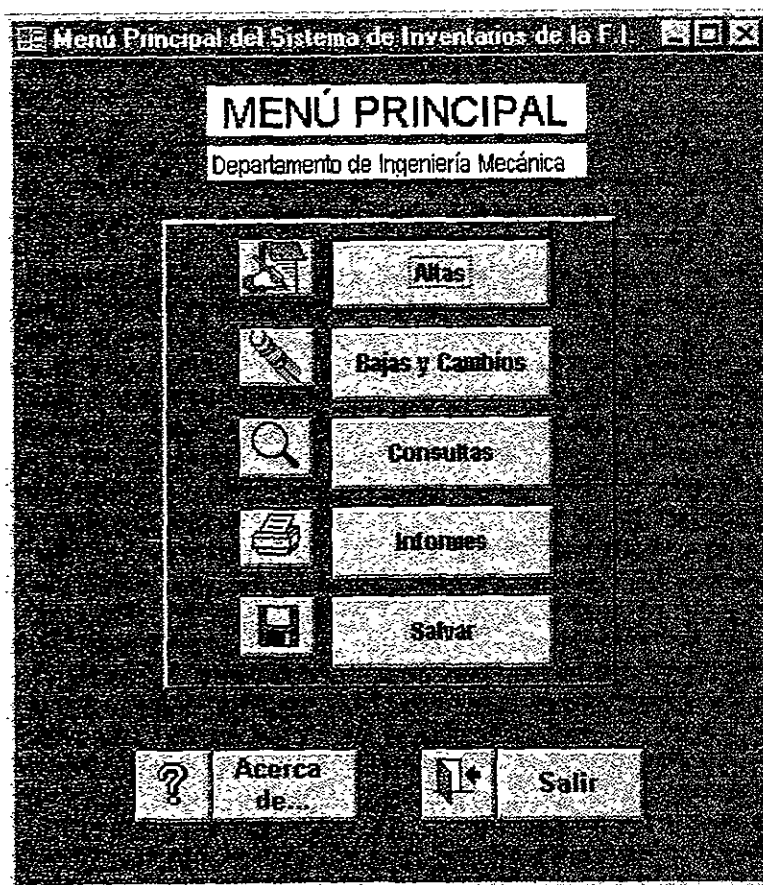 Menú Principal del Sistema de Inventarios de la F.I.
MENÚ PRINCIPAL
Departamento de Ingeniería Mecánica
Altas
Bajas y Cambios
Consultas
Informes
Salvar
?
Acerca
de...
Salir